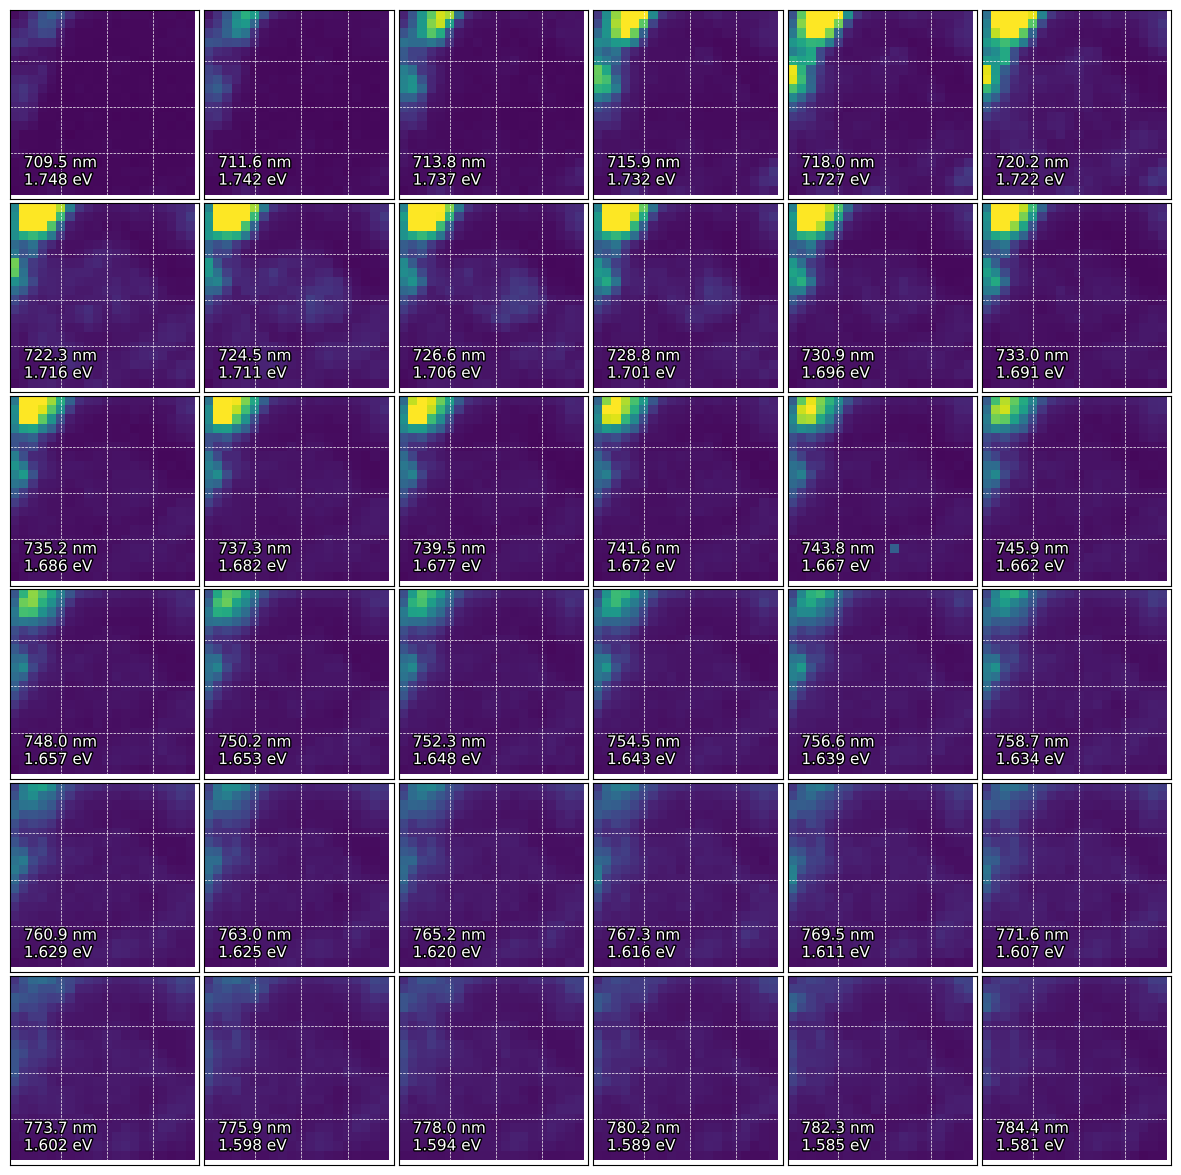 709.5 nm
1.748 eV
711.6 nm
1.742 eV
713.8 nm
1.737 eV
715.9 nm
1.732 eV
718.0 nm
1.727 eV
720.2 nm
1.722 eV
722.3 nm
1.716 eV
724.5 nm
1.711 eV
726.6 nm
1.706 eV
728.8 nm
1.701 eV
730.9 nm
1.696 eV
733.0 nm
1.691 eV
735.2 nm
1.686 eV
737.3 nm
1.682 eV
739.5 nm
1.677 eV
741.6 nm
1.672 eV
743.8 nm
1.667 eV
745.9 nm
1.662 eV
748.0 nm
1.657 eV
750.2 nm
1.653 eV
752.3 nm
1.648 eV
754.5 nm
1.643 eV
756.6 nm
1.639 eV
758.7 nm
1.634 eV
760.9 nm
1.629 eV
763.0 nm
1.625 eV
765.2 nm
1.620 eV
767.3 nm
1.616 eV
769.5 nm
1.611 eV
771.6 nm
1.607 eV
773.7 nm
1.602 eV
775.9 nm
1.598 eV
778.0 nm
1.594 eV
780.2 nm
1.589 eV
782.3 nm
1.585 eV
784.4 nm
1.581 eV